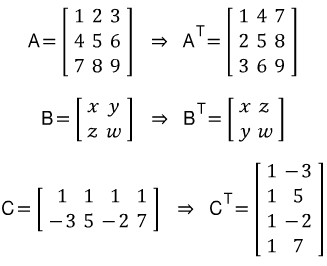 A = [ 1 2 3 ⇒ Aᵀ = [ 1 4 7
4 5 6 2 5 8
7 8 9 ] 3 6 9 ]
B = [ x y ⇒ Bᵀ = [ x z
z w ] y w ]
C = [ 1 1 1 1 ⇒ Cᵀ = [ 1 −3
−3 5 −2 7 ] 1 5
1 −2
1 7 ]